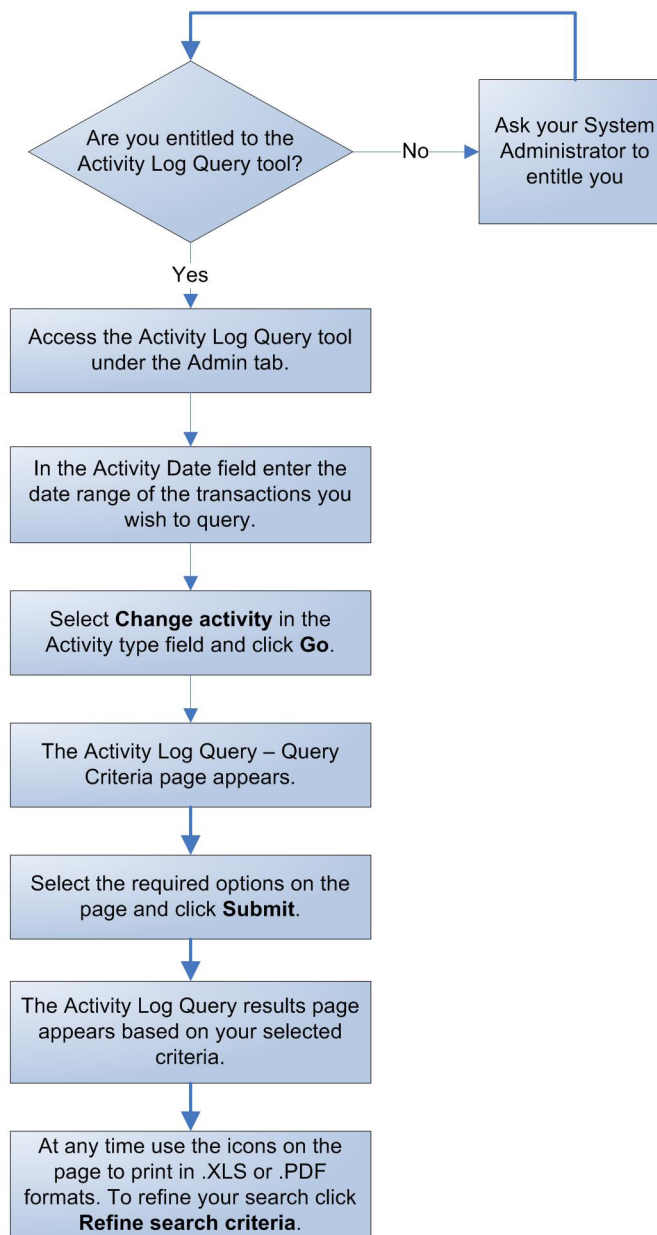 Are you entitled to the
Activity Log Query tool?
No
Ask your System
Administrator to
entitle you
Yes
Access the Activity Log Query tool
under the Admin tab.
In the Activity Date field enter the
date range of the transactions you
wish to query.
Select Change activity in the
Activity type field and click Go.
The Activity Log Query – Query
Criteria page appears.
Select the required options on the
page and click Submit.
The Activity Log Query results page
appears based on your selected
criteria.
At any time use the icons on the
page to print in .XLS or .PDF
formats. To refine your search click
Refine search criteria.